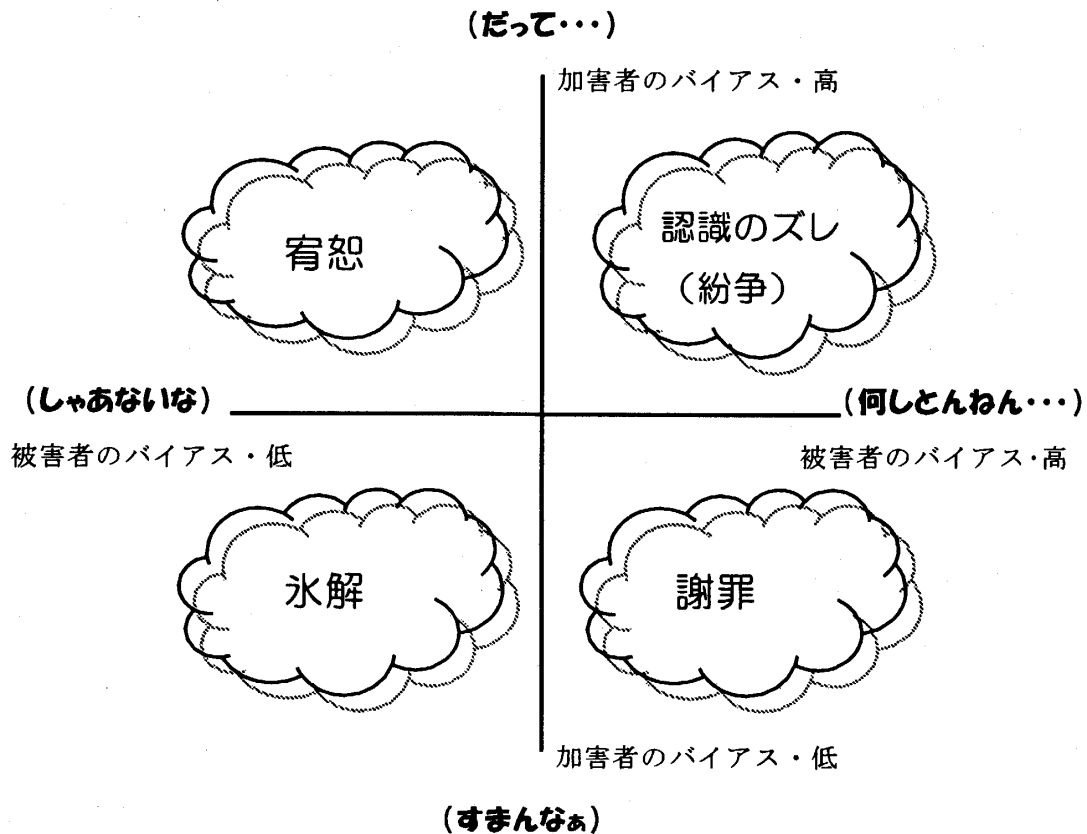 (だって・・・)
加害者のバイアス・高
宥恕
認識のズレ
(紛争)
(しゃあないな)
(何しとんねん・・・)
被害者のバイアス・低
被害者のバイアス・高
氷解
謝罪
加害者のバイアス・低
(すまんなぁ)